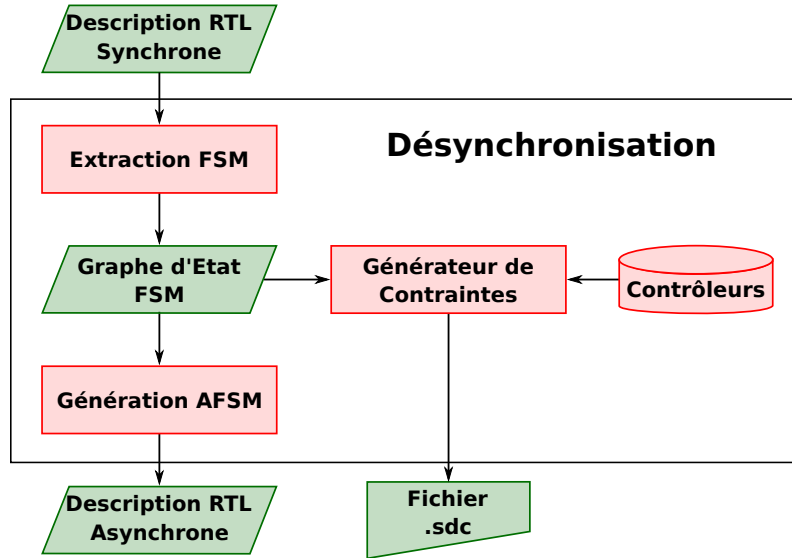 Description RTL
Synchrone
Désynchronisation
Extraction FSM
Graphe d'Etat
FSM
Générateur de
Contraintes
Contrôleurs
Génération AFSM
Description RTL
Asynchrone
Fichier
.sdc